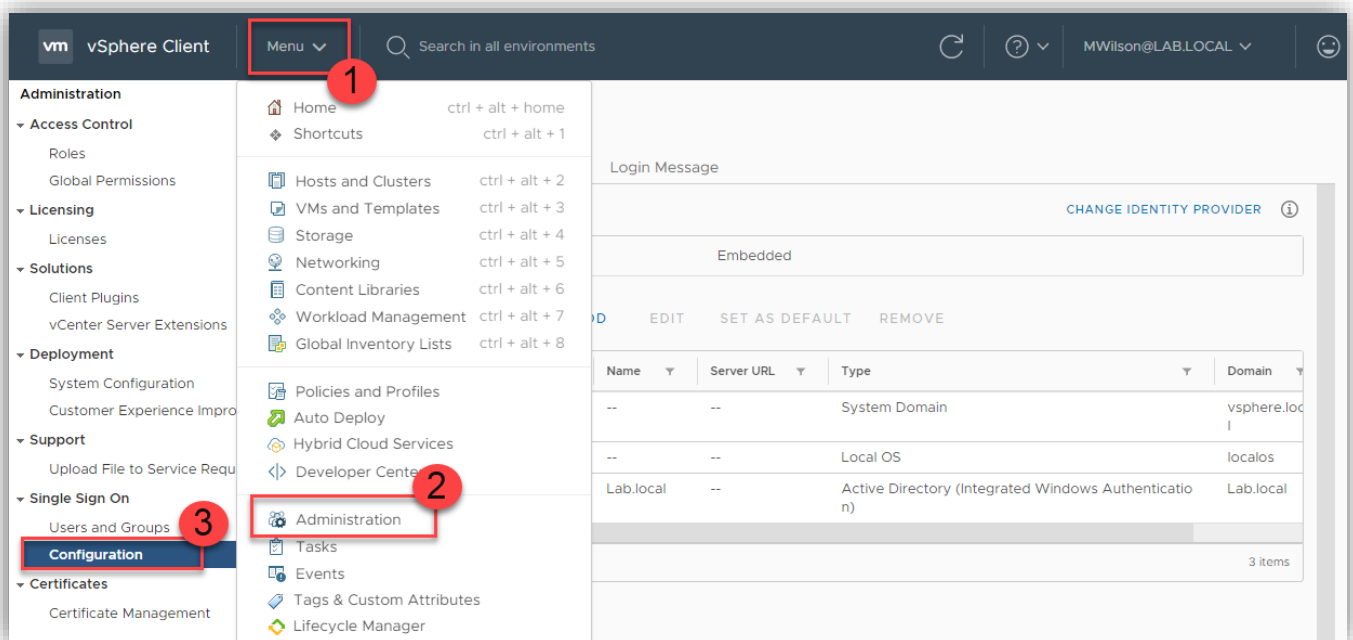 vm vSphere Client Menu Search in all environments MWilson@LAB.LOCAL
1
Administration
Access Control
Roles
Global Permissions
Licensing
Licenses
Solutions
Client Plugins
vCenter Server Extensions
Deployment
System Configuration
Customer Experience Impro
Support
Upload File to Service Requ
Single Sign On
Users and Groups
3
Configuration
Certificates
Certificate Management
Home ctrl + alt + home
Shortcuts ctrl + alt + 1
Hosts and Clusters ctrl + alt + 2
VMs and Templates ctrl + alt + 3
Storage ctrl + alt + 4
Networking ctrl + alt + 5
Content Libraries ctrl + alt + 6
Workload Management ctrl + alt + 7
Global Inventory Lists ctrl + alt + 8
Policies and Profiles
Auto Deploy
Hybrid Cloud Services
Developer Cente
2
Administration
Tasks
Events
Tags & Custom Attributes
Lifecycle Manager
Login Message
CHANGE IDENTITY PROVIDER
Embedded
DD EDIT SET AS DEFAULT REMOVE
Name Server URL Type Domain
-- -- System Domain vsphere.loc
l
-- -- Local OS localos
Lab.local -- Active Directory (Integrated Windows Authenticatio Lab.local
n)
3 items